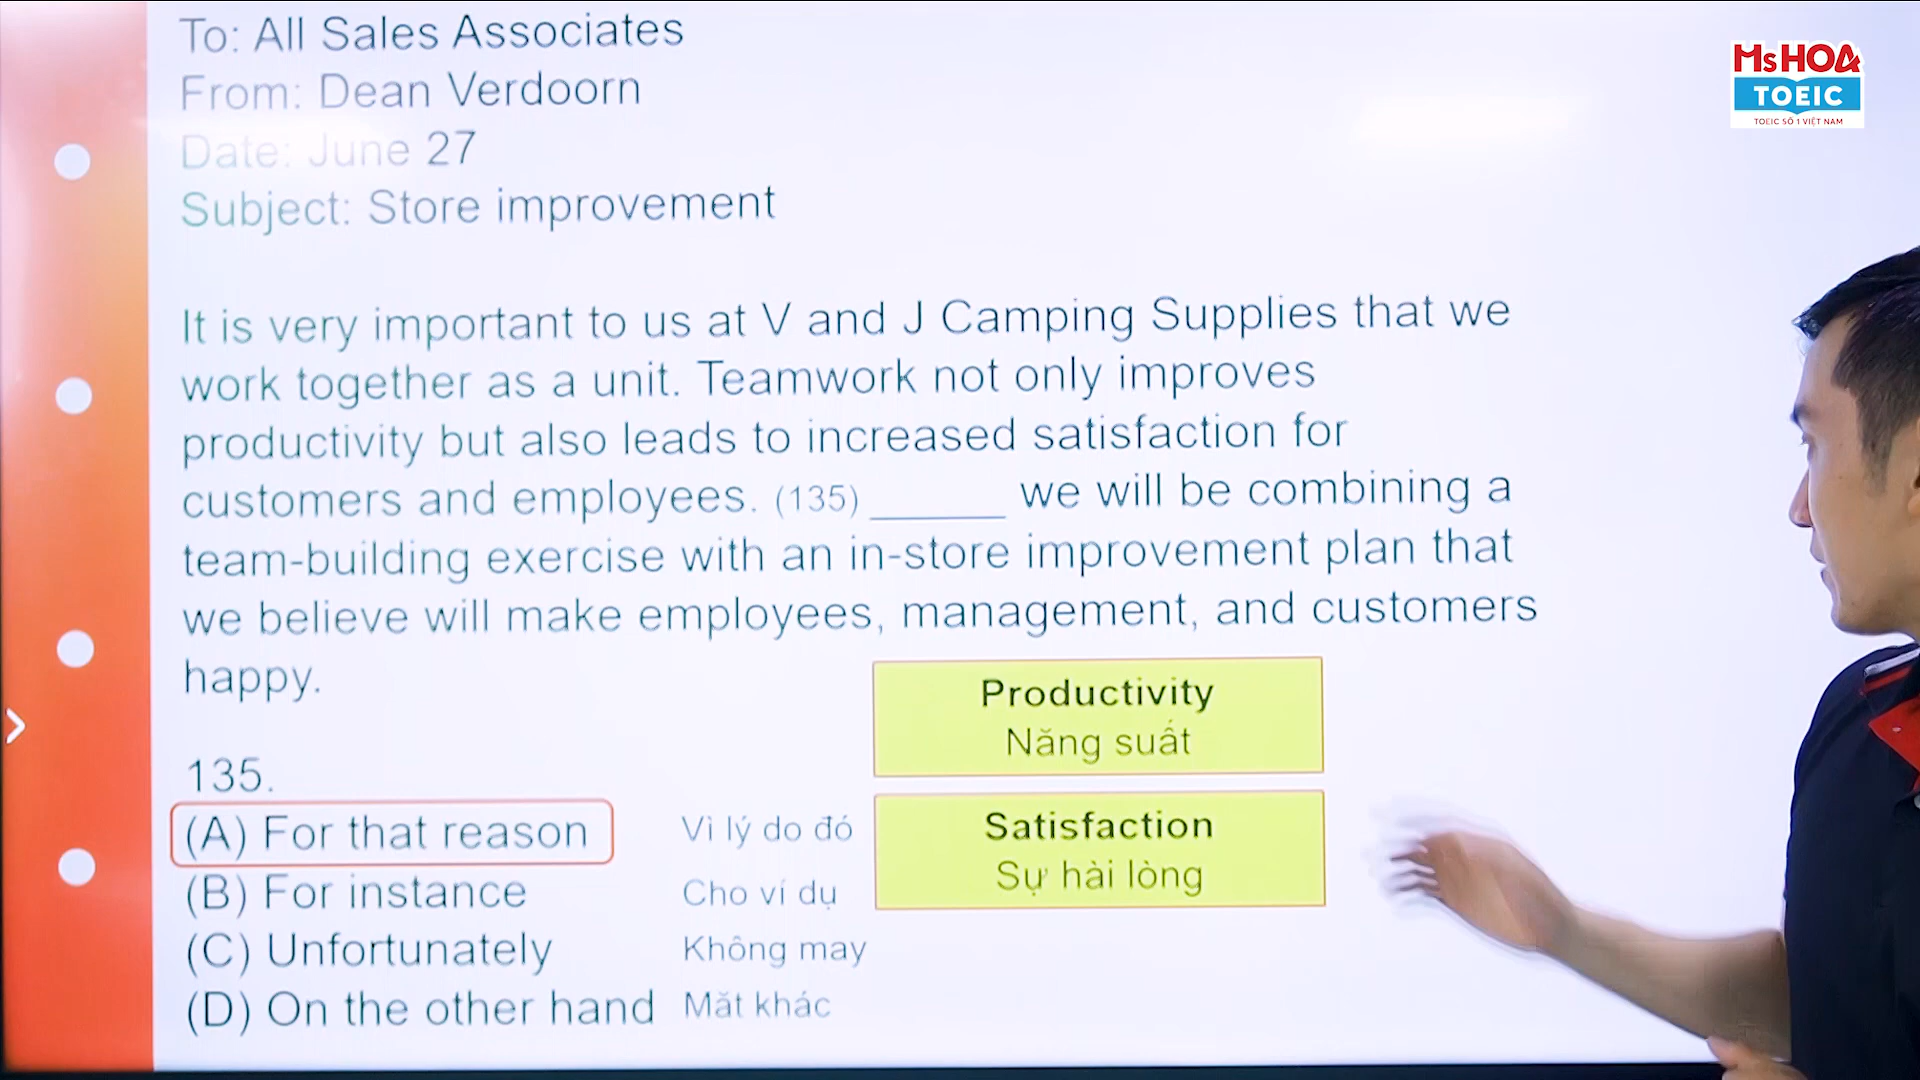 To: All Sales Associates
From: Dean Verdoorn
Date: June 27
Subject: Store improvement
MsHOA
TOEIC
TOEIC SỐ 1 VIỆT NAM
It is very important to us at V and J Camping Supplies that we
work together as a unit. Teamwork not only improves
productivity but also leads to increased satisfaction for
customers and employees. (135) ______ we will be combining a
team-building exercise with an in-store improvement plan that
we believe will make employees, management, and customers
happy.
Productivity
Năng suất
135.
(A) For that reason Vì lý do đó
Satisfaction
Sự hài lòng
(B) For instance Cho ví dụ
(C) Unfortunately Không may
(D) On the other hand Mặt khác